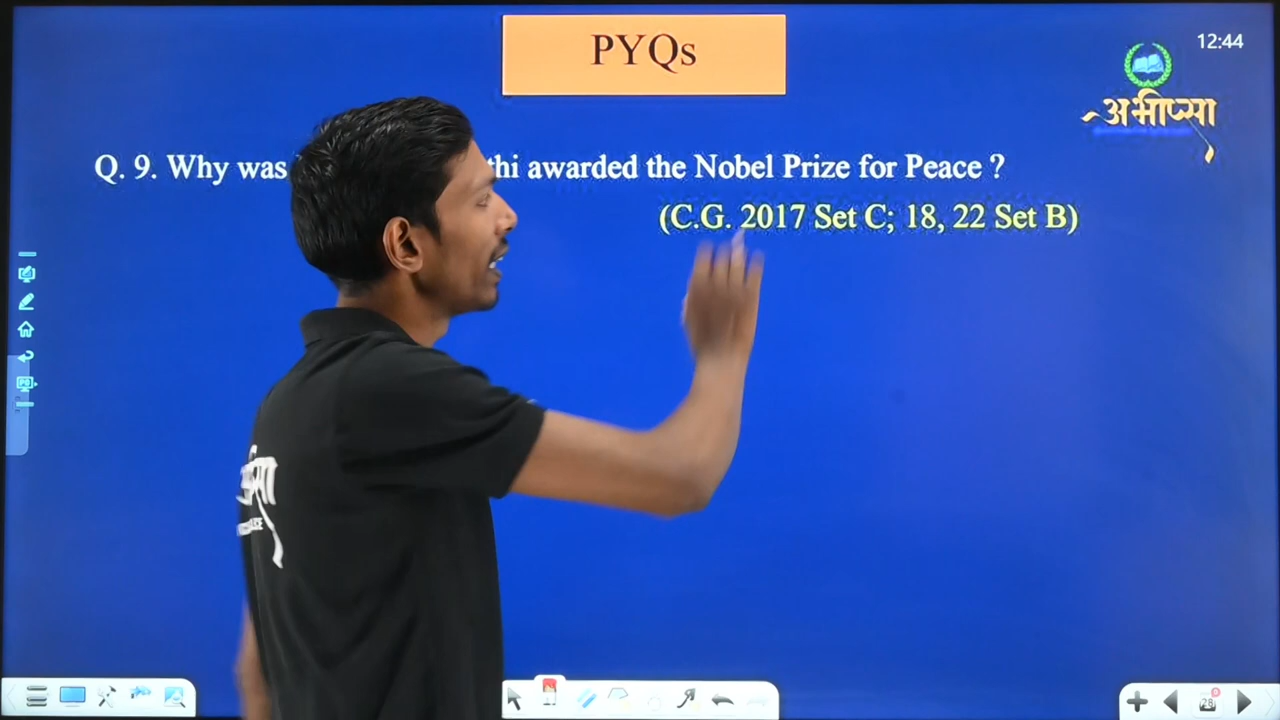 PYQs
12:44
अभीप्सा
Q. 9. Why was thi awarded the Nobel Prize for Peace ?
(C.G. 2017 Set C; 18, 22 Set B)
28